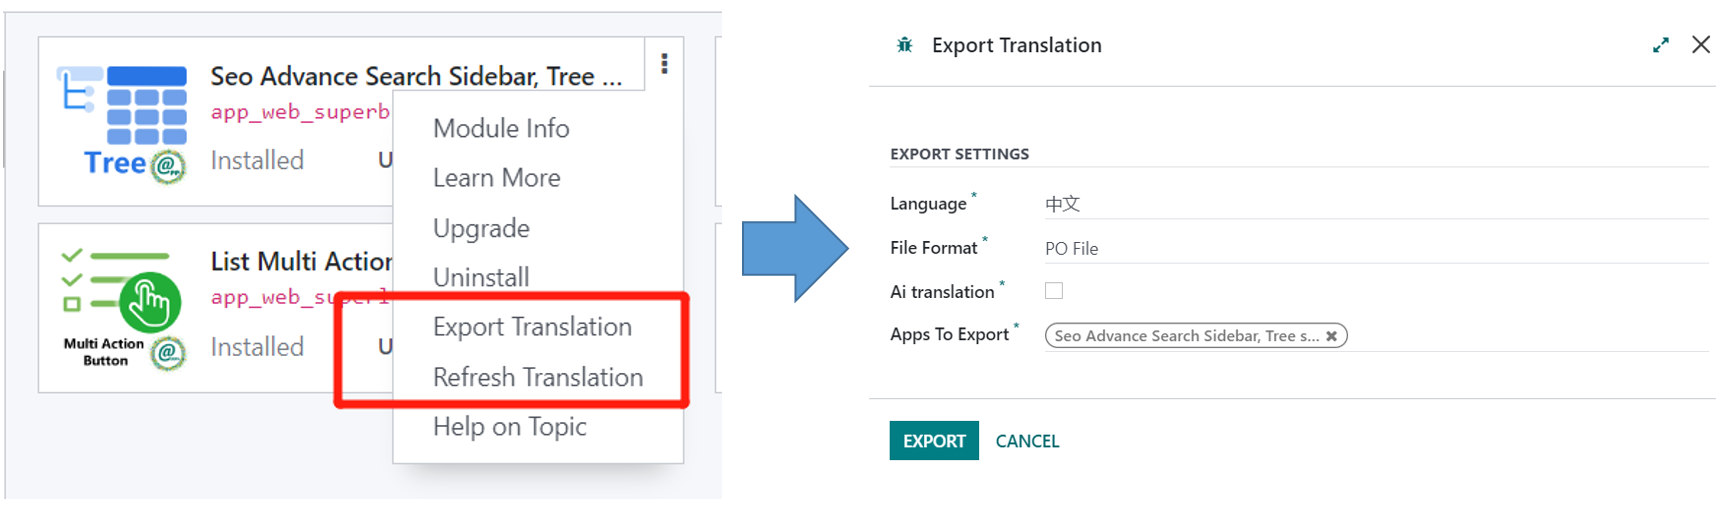 Seo Advance Search Sidebar, Tree ...
app_web_superb
Tree
Installed
U
Module Info
Learn More
Upgrade
Uninstall
Export Translation
Refresh Translation
Help on Topic
List Multi Action
app_web_superl
Multi Action
Button
Installed
U
Export Translation
EXPORT SETTINGS
Language *
中文
File Format *
PO File
Ai translation *
Apps To Export *
Seo Advance Search Sidebar, Tree s...
EXPORT
CANCEL